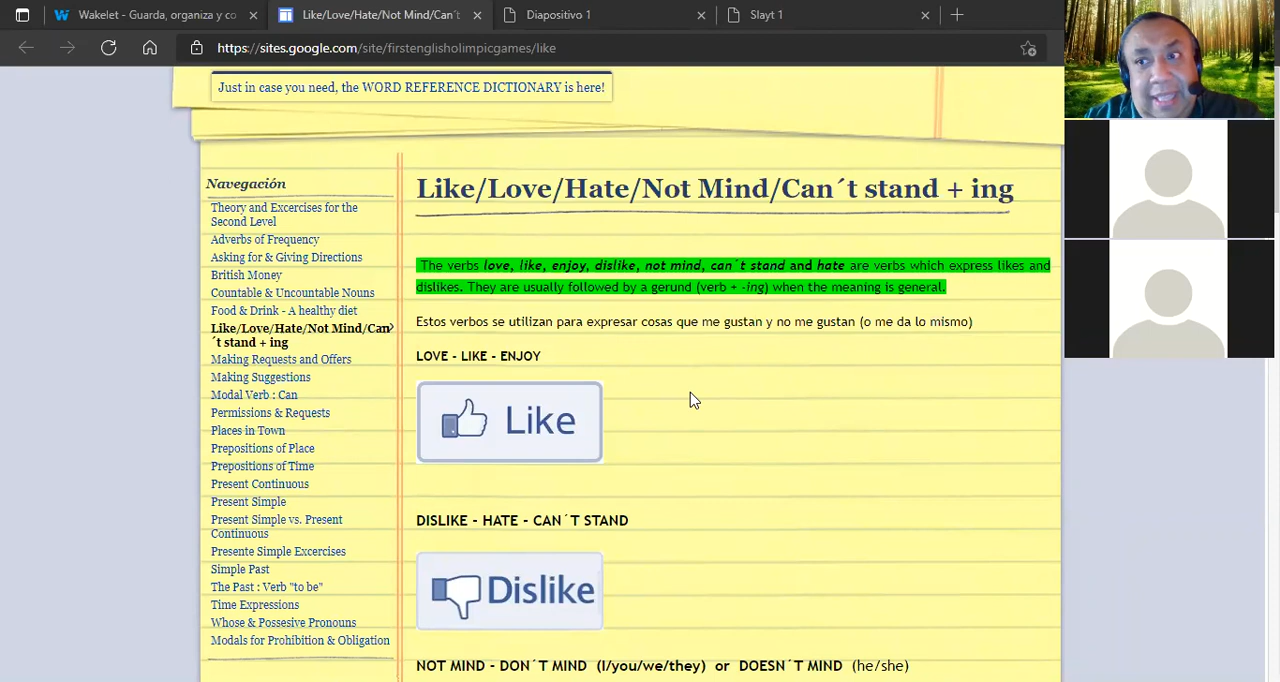 Wakelet - Guarda, organiza y co
Like/Love/Hate/Not Mind/Can´t
Diapositivo 1
Slayt 1
https://sites.google.com/site/firstenglisholimpicgames/like
Just in case you need, the WORD REFERENCE DICTIONARY is here!
Navegación
Theory and Excercises for the
Second Level
Adverbs of Frequency
Asking for & Giving Directions
British Money
Countable & Uncountable Nouns
Food & Drink - A healthy diet
Like/Love/Hate/Not Mind/Can
´t stand + ing
Making Requests and Offers
Making Suggestions
Modal Verb : Can
Permissions & Requests
Places in Town
Prepositions of Place
Prepositions of Time
Present Continuous
Present Simple
Present Simple vs. Present
Continuous
Presente Simple Excercises
Simple Past
The Past : Verb "to be"
Time Expressions
Whose & Possesive Pronouns
Modals for Prohibition & Obligation
Like/Love/Hate/Not Mind/Can´t stand + ing
The verbs love, like, enjoy, dislike, not mind, can´t stand and hate are verbs which express likes and
dislikes. They are usually followed by a gerund (verb + -ing) when the meaning is general.
Estos verbos se utilizan para expresar cosas que me gustan y no me gustan (o me da lo mismo)
LOVE - LIKE - ENJOY
Like
DISLIKE - HATE - CAN´T STAND
Dislike
NOT MIND - DON´T MIND (I/you/we/they) or DOESN´T MIND (he/she)